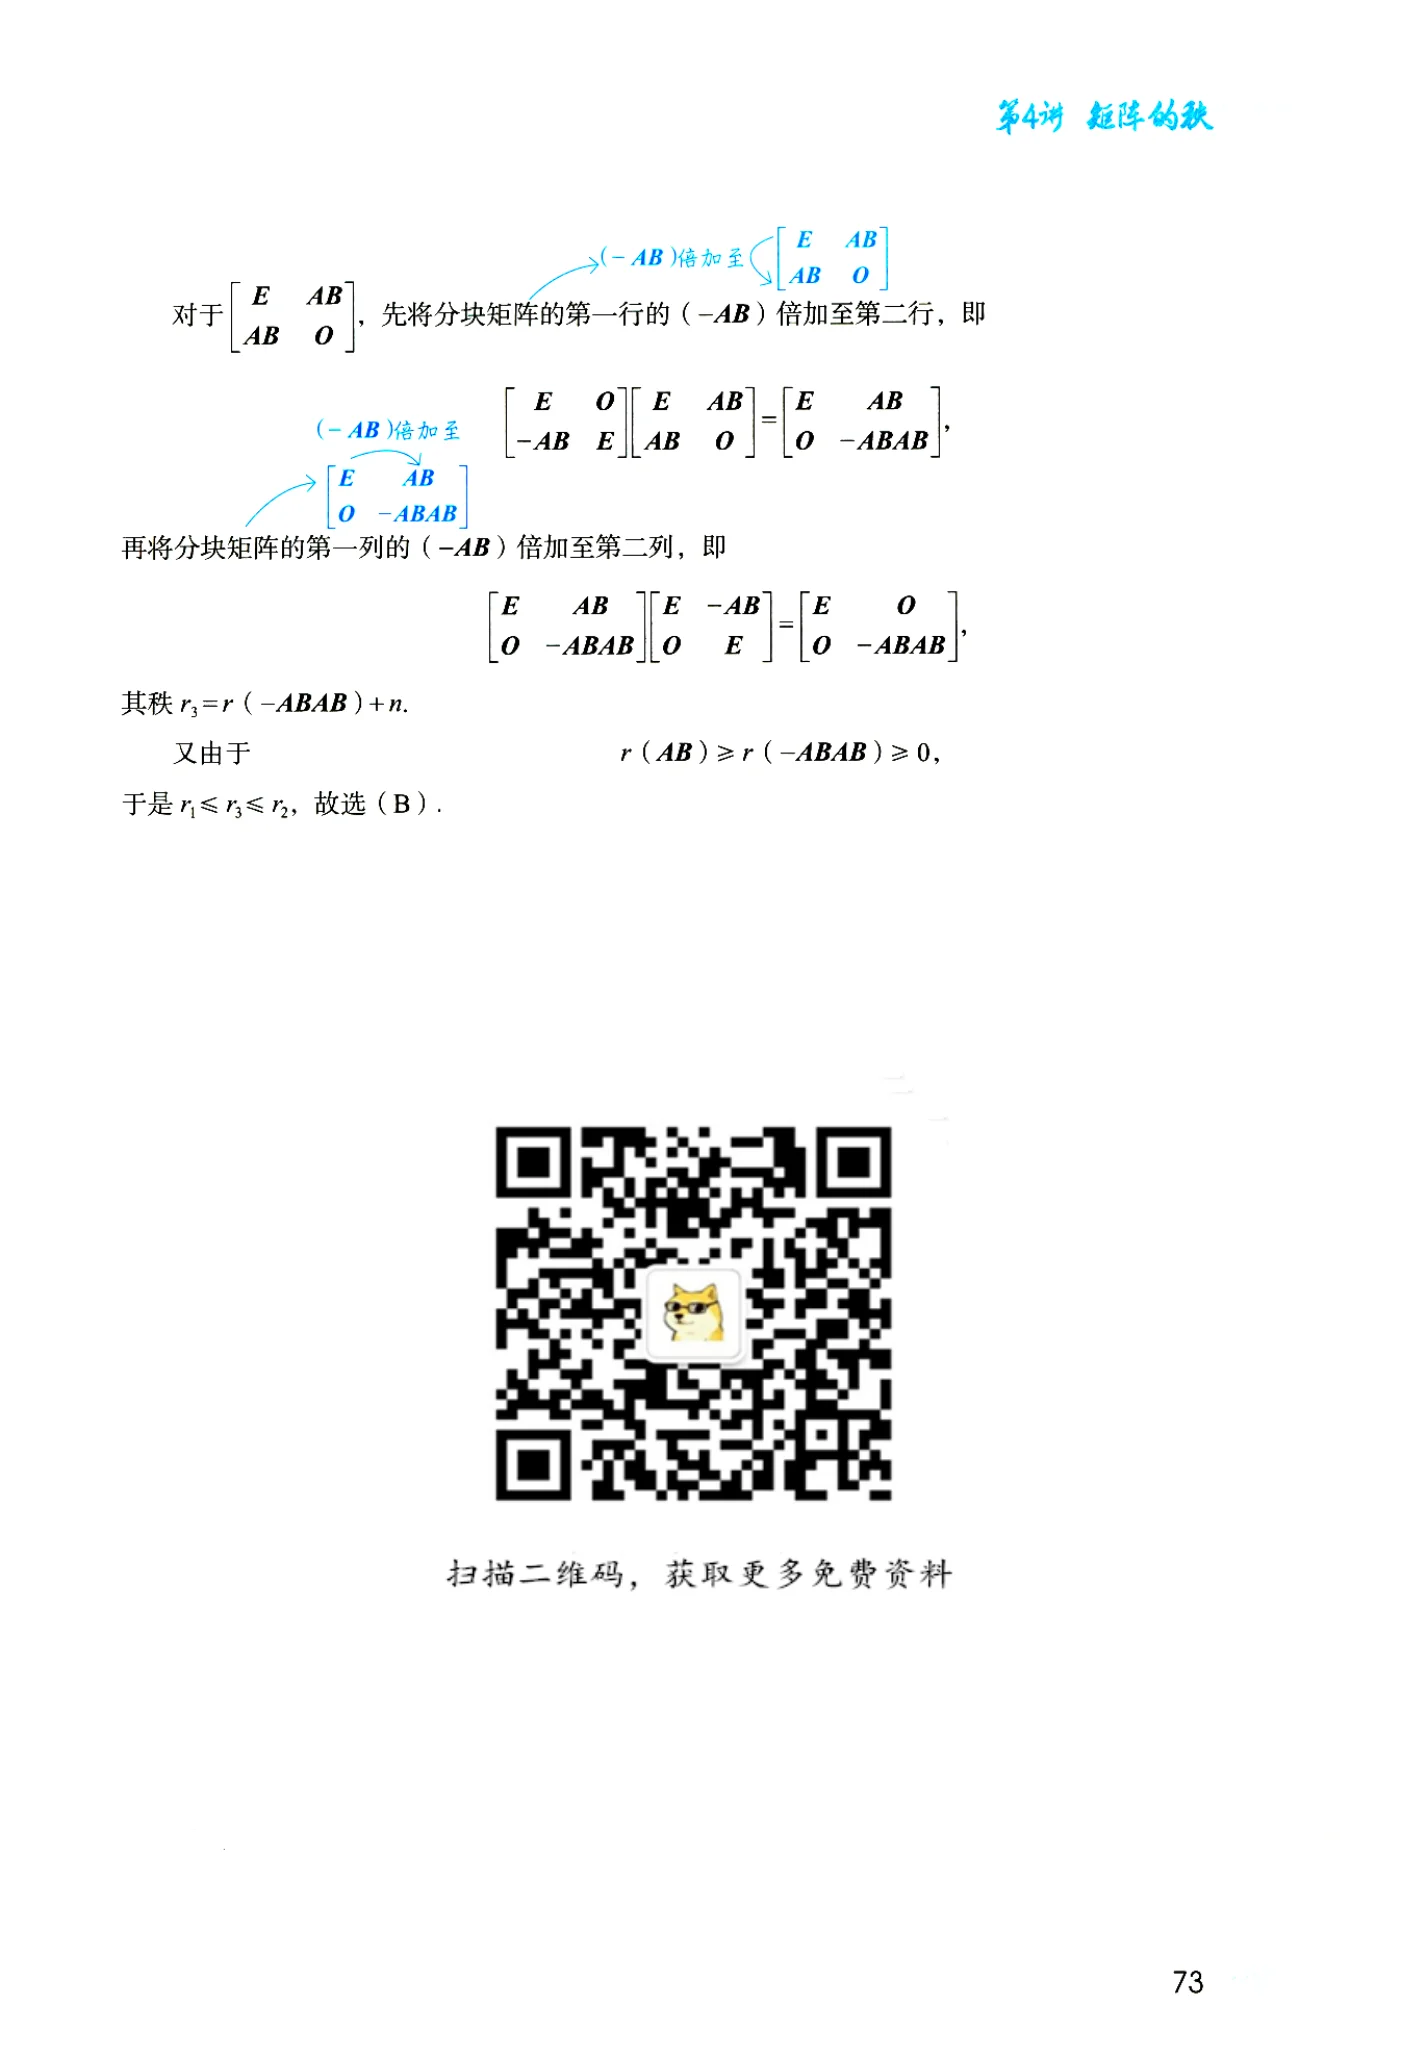 第4讲 矩阵的秩
(-AB)倍加至[E AB; AB O]
对于[E AB; AB O],先将分块矩阵的第一行的(-AB)倍加至第二行,即
[E O; -AB E][E AB; AB O]=[E AB; O -ABAB],
(-AB)倍加至
[E AB; O -ABAB]
再将分块矩阵的第一列的(-AB)倍加至第二列,即
[E AB; O -ABAB][E -AB; O E]=[E O; O -ABAB],
其秩 r₃=r(-ABAB)+n.
又由于 r(AB)≥r(-ABAB)≥0,
于是 r₁≤r₃≤r₂,故选(B).
扫描二维码,获取更多免费资料
73